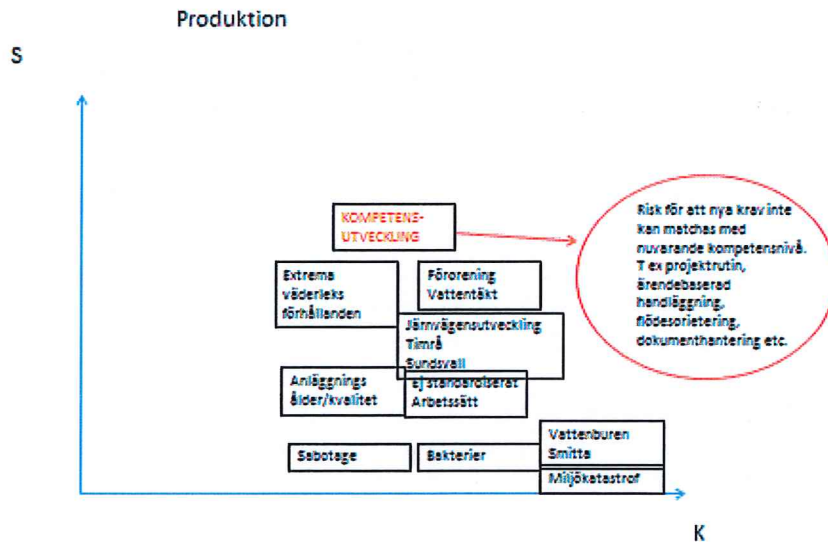 Produktion
S
KOMPETENS-
UTVECKLING
Risk för att nya krav inte
kan matchas med
nuvarande kompetensnivå.
T ex projektrutin,
ärendebaserad
handläggning,
flödesorietering,
dokumenthantering etc.
Extrema
väderleks
förhållanden
Förorening
Vattentäkt
Järnvägensutveckling
Timrå
Sundsvall
Anläggnings
ålder/kvalitet
Ej standardiserat
Arbetssätt
Sabotage
Bakterier
Vattenburen
Smitta
Miljökatastrof
K